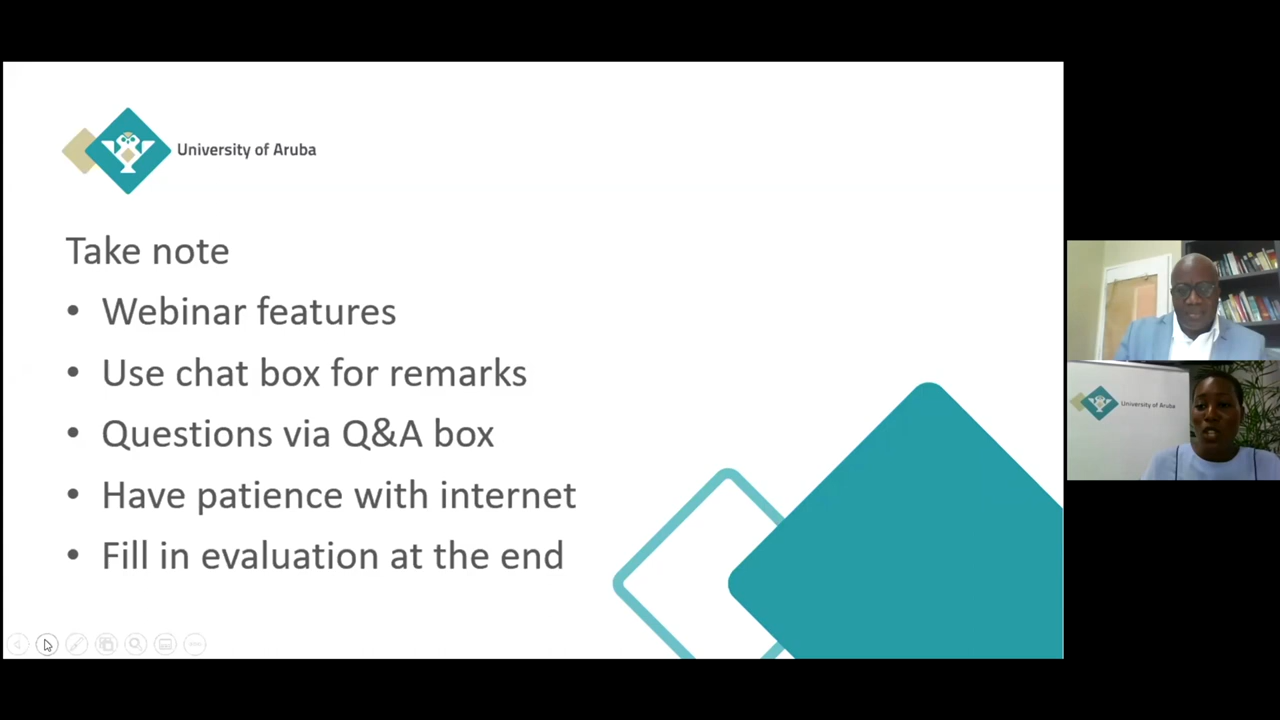 University of Aruba
Take note
• Webinar features
• Use chat box for remarks
• Questions via Q&A box
• Have patience with internet
• Fill in evaluation at the end
University of Aruba